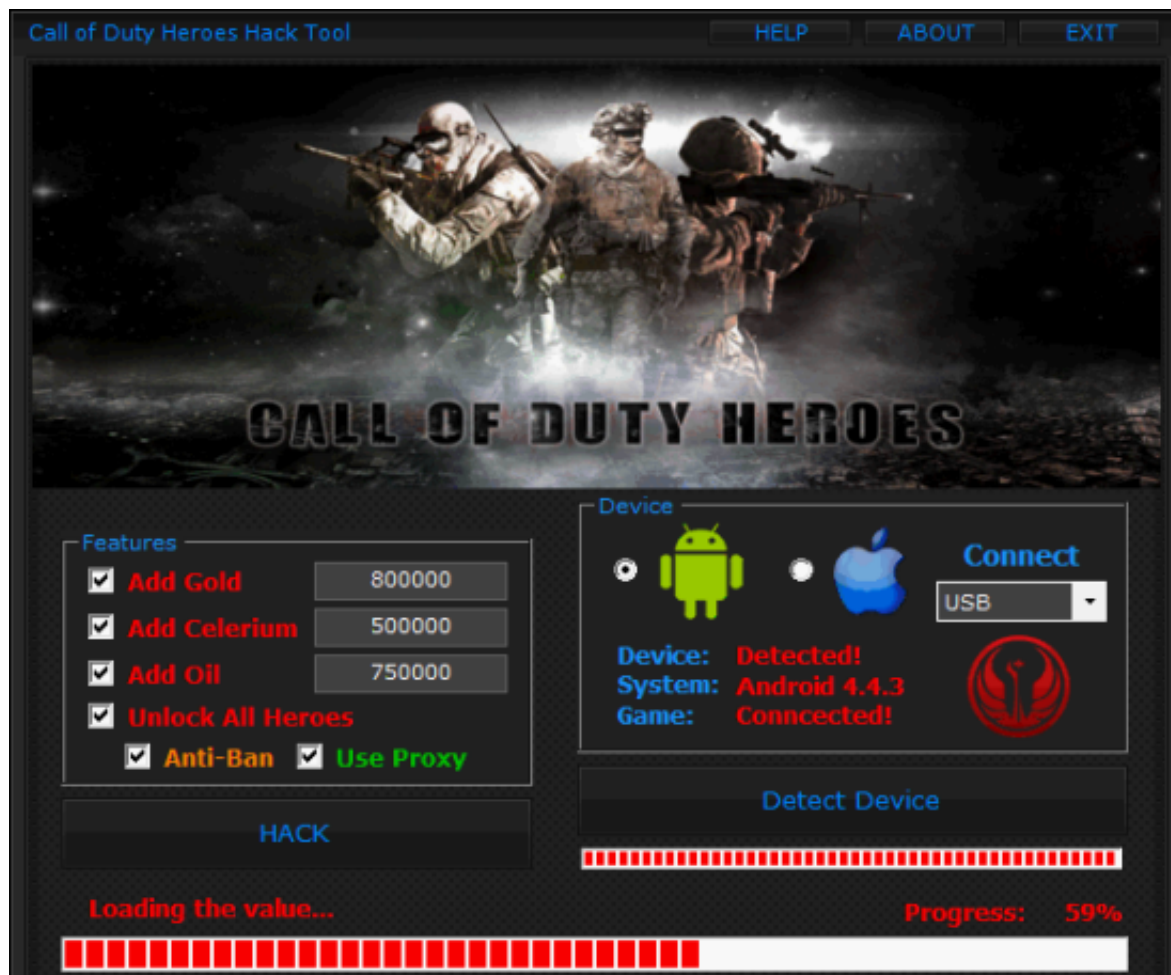 Call of Duty Heroes Hack Tool HELP ABOUT EXIT
CALL OF DUTY HEROES
Features
Add Gold 800000
Add Celerium 500000
Add Oil 750000
Unlock All Heroes
Anti-Ban Use Proxy
HACK
Device
Connect
USB
Device: Detected!
System: Android 4.4.3
Game: Conncected!
Detect Device
Loading the value... Progress: 59%